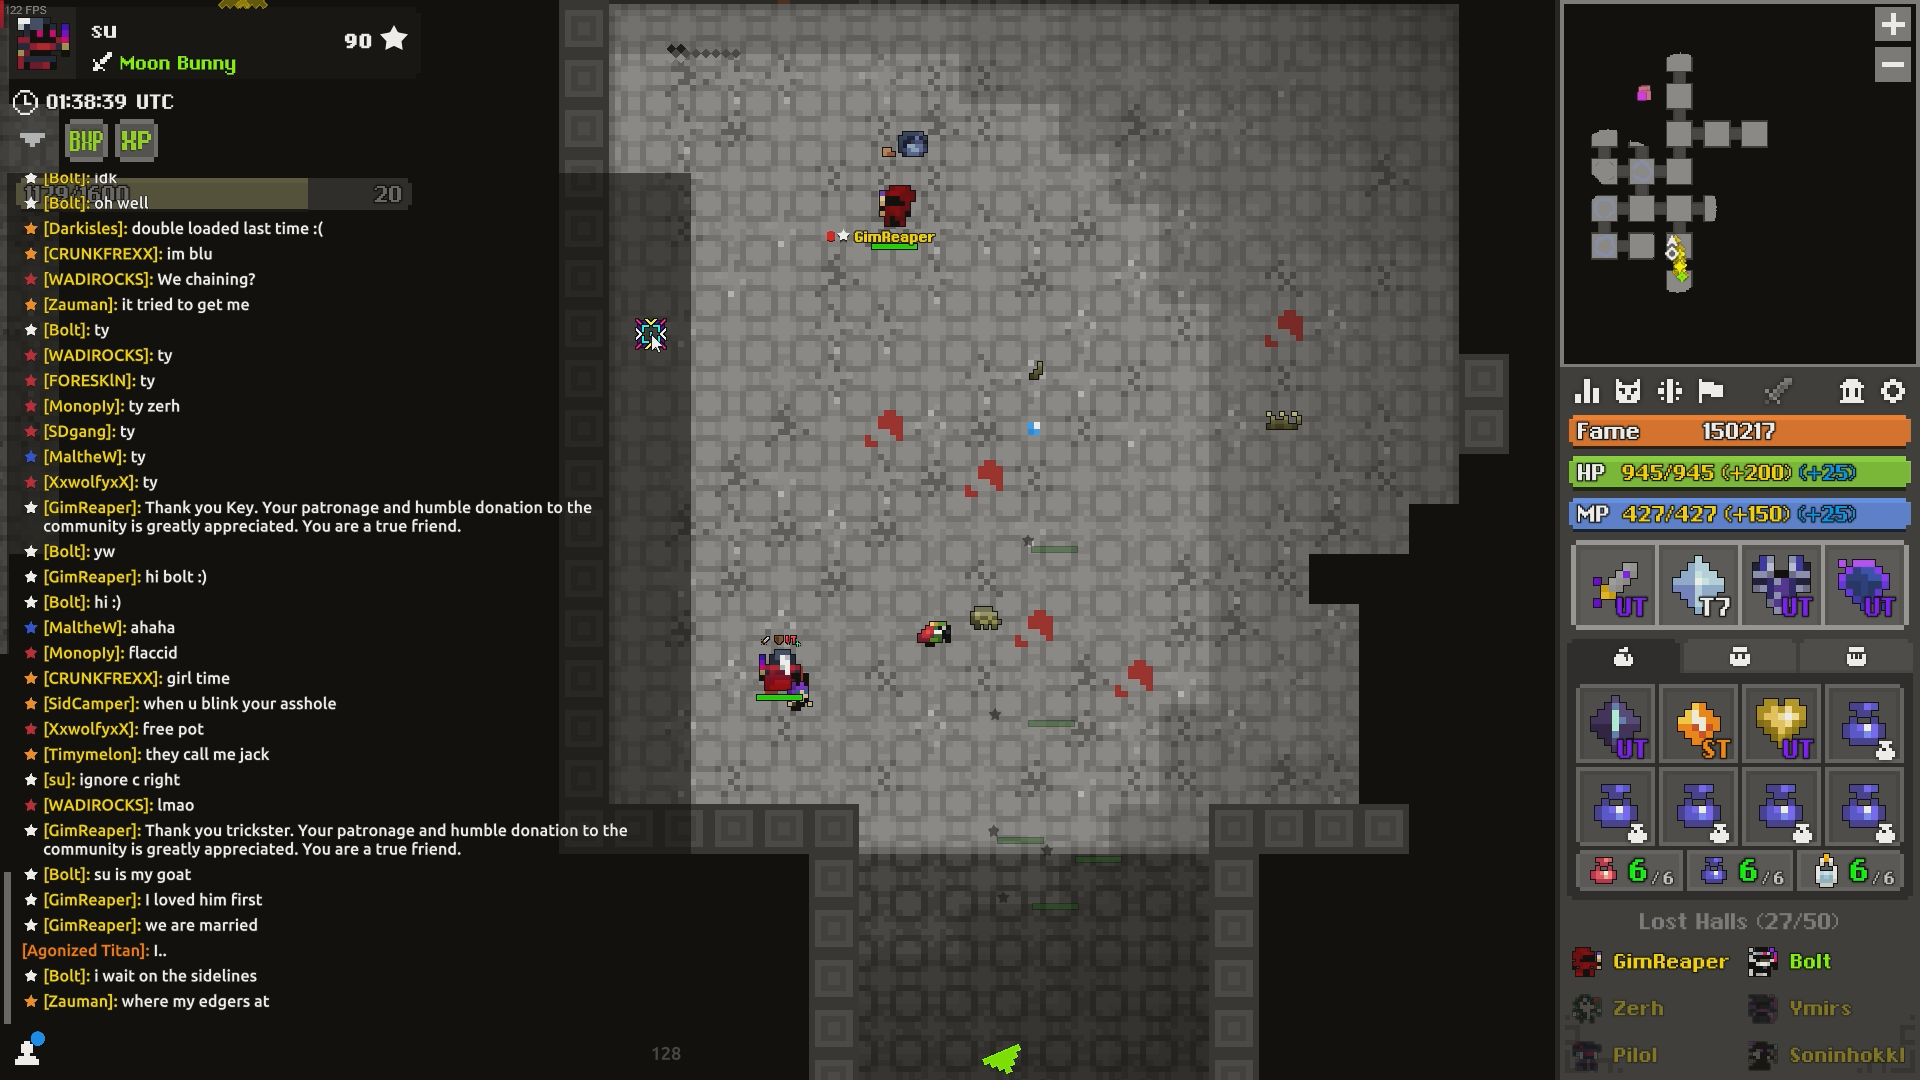 122 FPS
su
90
Moon Bunny
01:38:39 UTC
BXP XP
1129/1600 20
[Bolt]: idk
[Bolt]: oh well
[Darkisles]: double loaded last time :(
[CRUNKFREXX]: im blu
[WADIROCKS]: We chaining?
[Zauman]: it tried to get me
[Bolt]: ty
[WADIROCKS]: ty
[FORESKlN]: ty
[MonopIy]: ty zerh
[SDgang]: ty
[MaltheW]: ty
[XxwolfyxX]: ty
[GimReaper]: Thank you Key. Your patronage and humble donation to the
community is greatly appreciated. You are a true friend.
[Bolt]: yw
[GimReaper]: hi bolt :)
[Bolt]: hi :)
[MaltheW]: ahaha
[MonopIy]: flaccid
[CRUNKFREXX]: girl time
[SidCamper]: when u blink your asshole
[XxwolfyxX]: free pot
[Timymelon]: they call me jack
[su]: ignore c right
[WADIROCKS]: lmao
[GimReaper]: Thank you trickster. Your patronage and humble donation to the
community is greatly appreciated. You are a true friend.
[Bolt]: su is my goat
[GimReaper]: I loved him first
[GimReaper]: we are married
[Agonized Titan]: I..
[Bolt]: i wait on the sidelines
[Zauman]: where my edgers at
128
GimReaper
Fame 150217
HP 945/945 (+200) (+25)
MP 427/427 (+150) (+25)
UT T7 UT UT
UT ST UT
6/6 6/6 6/6
Lost Halls (27/50)
GimReaper Bolt
Zerh Ymirs
Pilol Soninhokkl